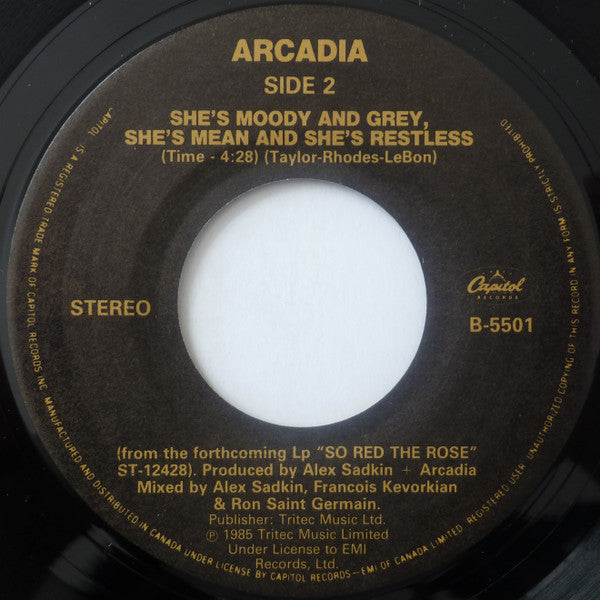 ARCADIA
SIDE 2
SHE'S MOODY AND GREY,
SHE'S MEAN AND SHE'S RESTLESS
(Time - 4:28) (Taylor-Rhodes-LeBon)
STEREO
Capitol
RECORDS
B-5501
(from the forthcoming Lp "SO RED THE ROSE"
ST-12428). Produced by Alex Sadkin + Arcadia
Mixed by Alex Sadkin, Francois Kevorkian
& Ron Saint Germain.
Publisher: Tritec Music Ltd.
℗ 1985 Tritec Music Limited
Under License to EMI
Records, Ltd.
CAPITOL IS A REGISTERED TRADE MARK OF CAPITOL RECORDS INC. MANUFACTURED AND DISTRIBUTED IN CANADA UNDER LICENSE BY CAPITOL RECORDS–EMI OF CANADA LIMITED. REGISTERED USER. UNAUTHORIZED COPYING OF THIS RECORD IN ANY FORM IS STRICTLY PROHIBITED